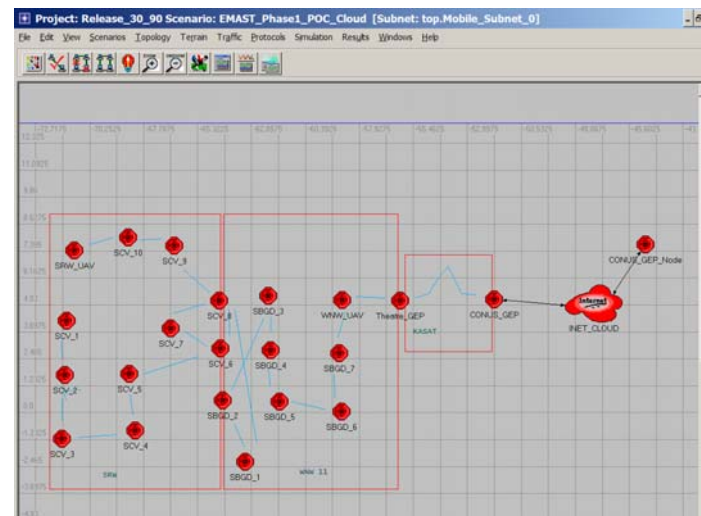 Project: Release_30_90 Scenario: EMAST_Phase1_POC_Cloud [Subnet: top.Mobile_Subnet_0]
File Edit View Scenarios Topology Terrain Traffic Protocols Simulation Results Windows Help
SRW_UAV
SCV_10
SCV_9
CONUS_GEP_Node
SCV_1
SCV_7
SCV_8
SBGD_3
WNW_UAV
Theatre_GEP
CONUS_GEP
Internet
INET_CLOUD
KASAT
SCV_2
SCV_5
SCV_6
SBGD_4
SBGD_7
SCV_3
SCV_4
SBGD_2
SBGD_5
SBGD_6
SBGD_1
SRW
WNW 11